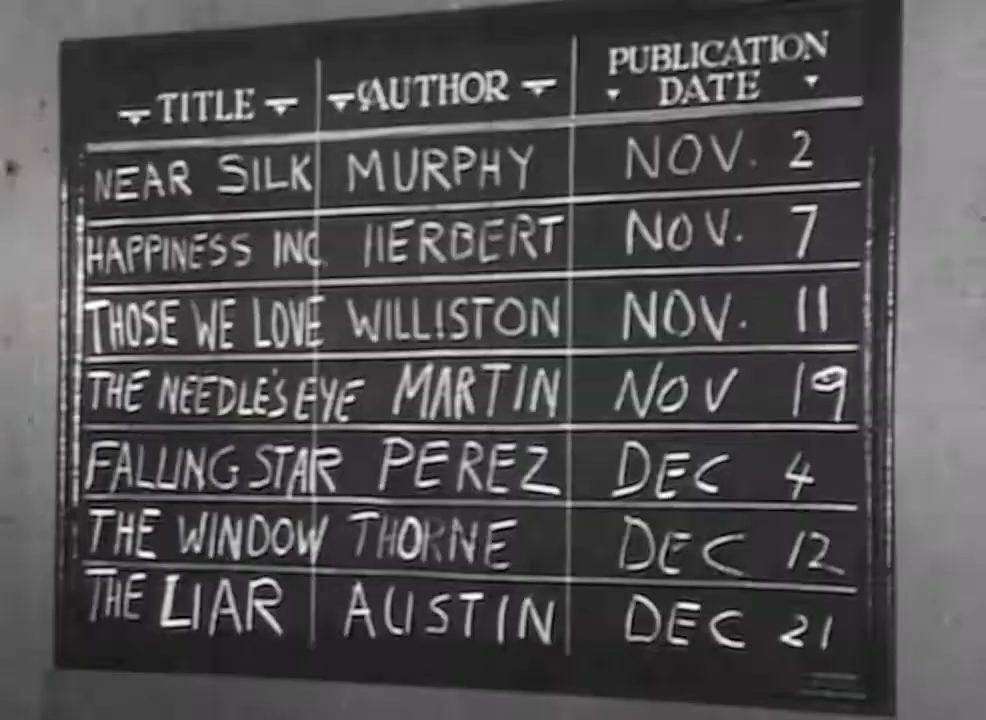 TITLE AUTHOR PUBLICATION DATE
NEAR SILK MURPHY NOV. 2
HAPPINESS INC HERBERT NOV. 7
THOSE WE LOVE WILLISTON NOV. 11
THE NEEDLE'S EYE MARTIN NOV 19
FALLING STAR PEREZ DEC 4
THE WINDOW THORNE DEC 12
THE LIAR AUSTIN DEC 21